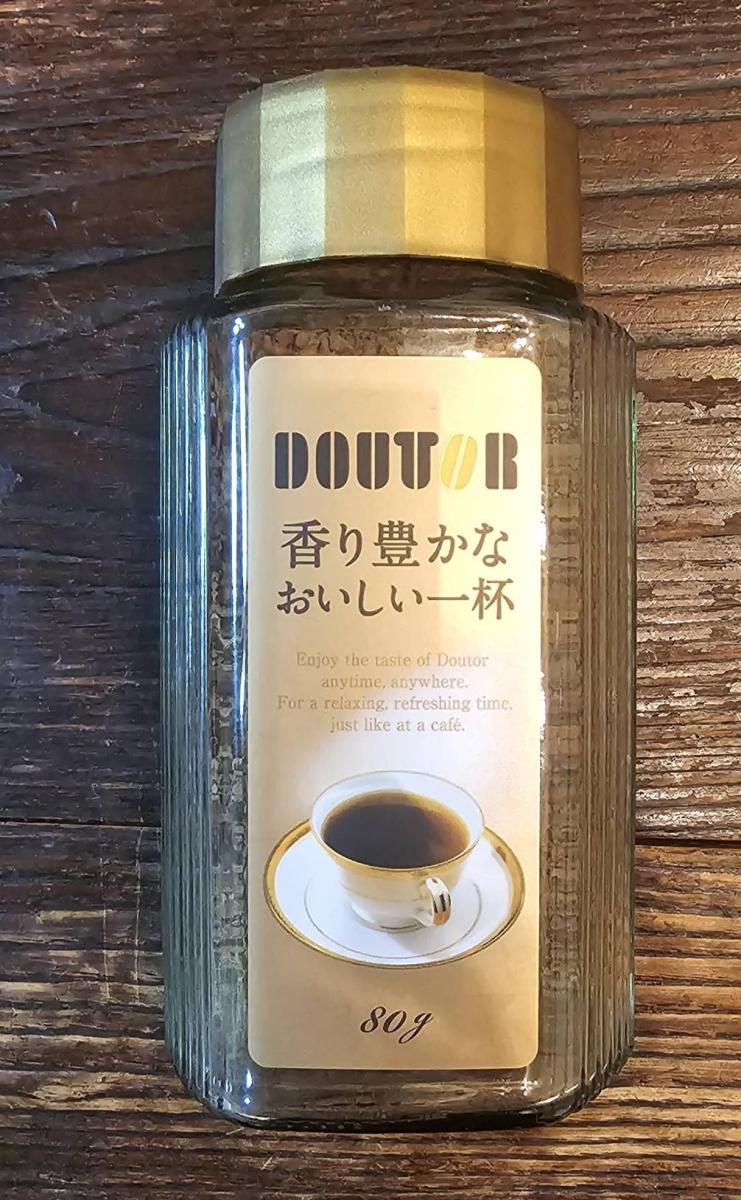 DOUTOR
香り豊かな
おいしい一杯
Enjoy the taste of Doutor
anytime, anywhere.
For a relaxing, refreshing time,
just like at a café.
80g